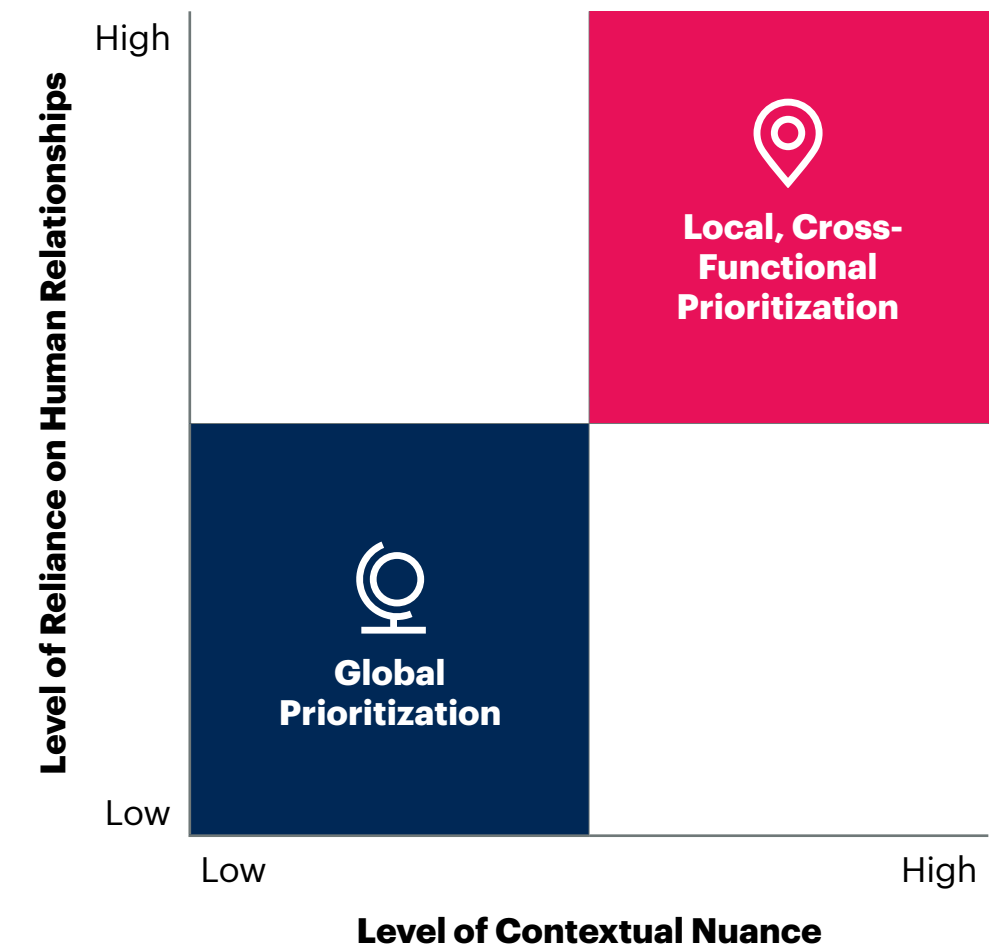 High
Level of Reliance on Human Relationships
Local, Cross-
Functional
Prioritization
Global
Prioritization
Low
Low
High
Level of Contextual Nuance